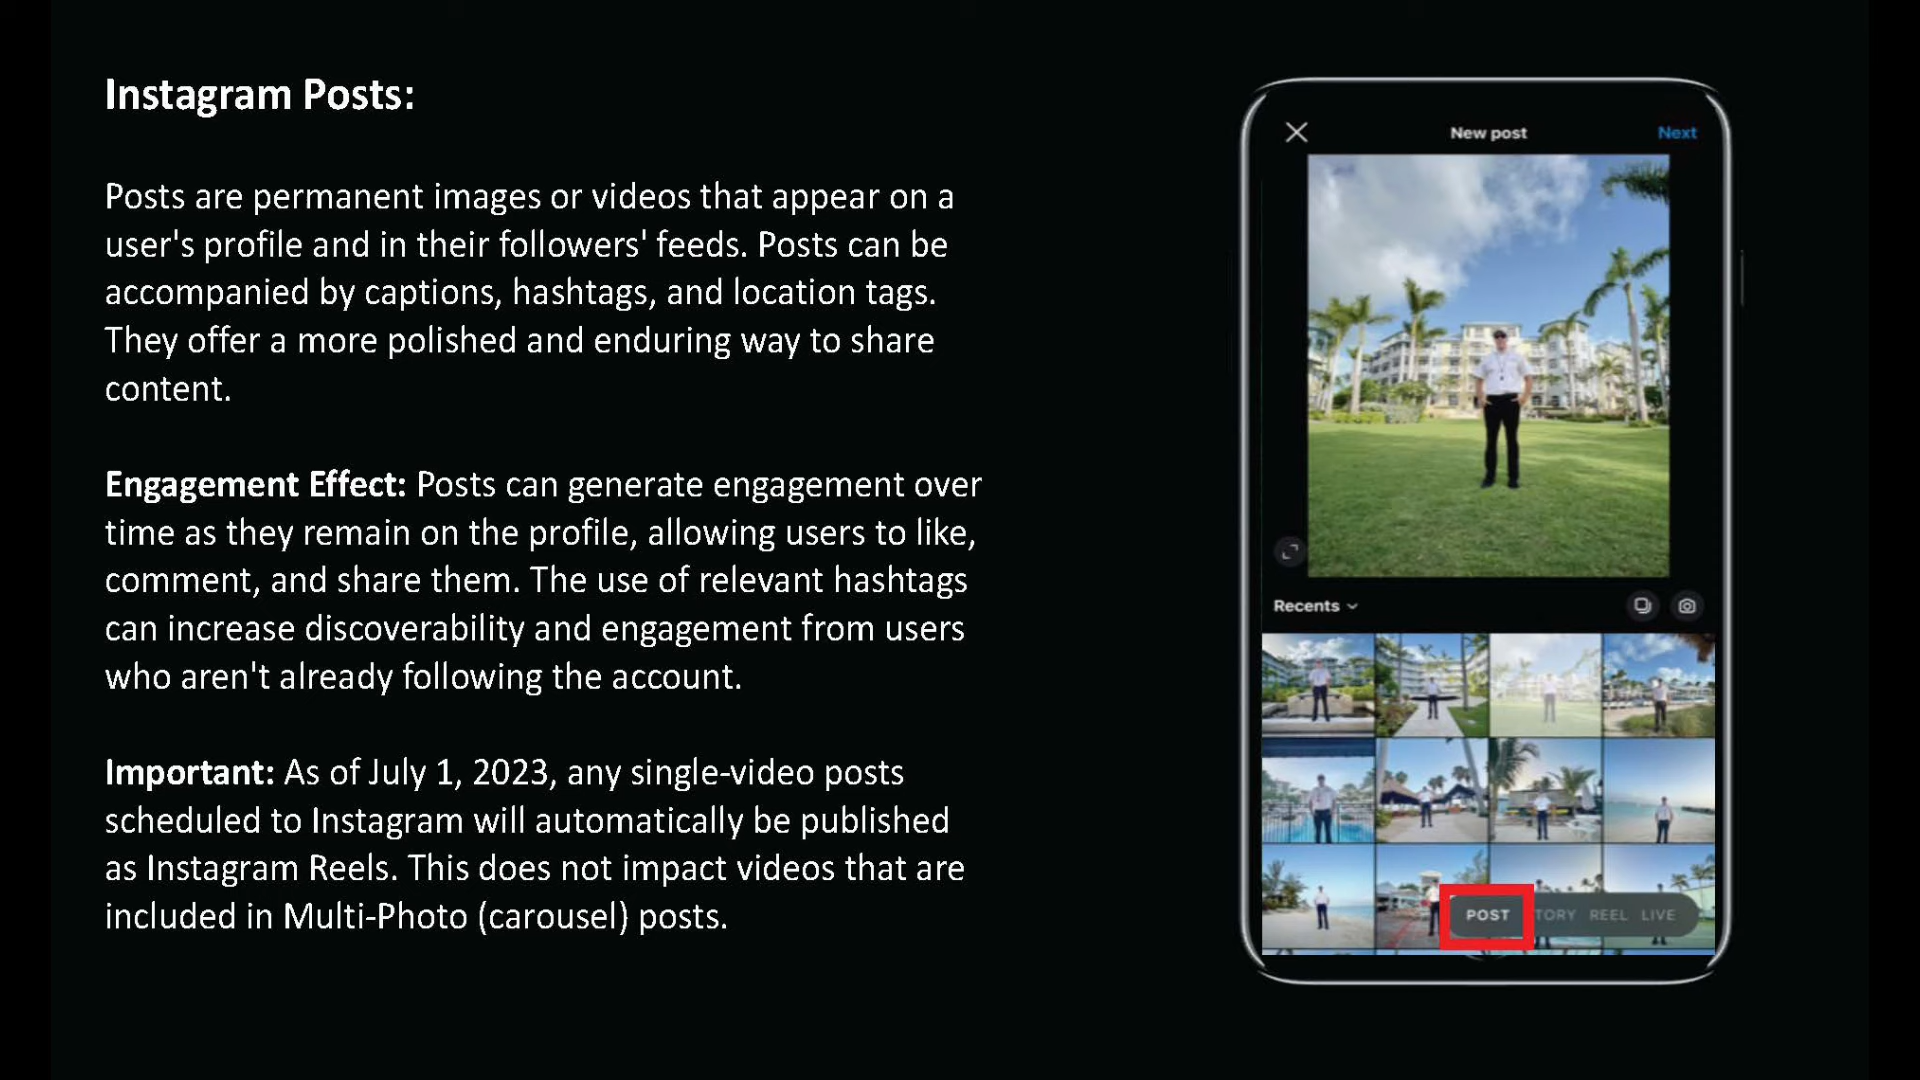 Instagram Posts:
Posts are permanent images or videos that appear on a
user's profile and in their followers' feeds. Posts can be
accompanied by captions, hashtags, and location tags.
They offer a more polished and enduring way to share
content.
Engagement Effect: Posts can generate engagement over
time as they remain on the profile, allowing users to like,
comment, and share them. The use of relevant hashtags
can increase discoverability and engagement from users
who aren't already following the account.
Important: As of July 1, 2023, any single-video posts
scheduled to Instagram will automatically be published
as Instagram Reels. This does not impact videos that are
included in Multi-Photo (carousel) posts.
New post Next
Recents
POST TORY REEL LIVE